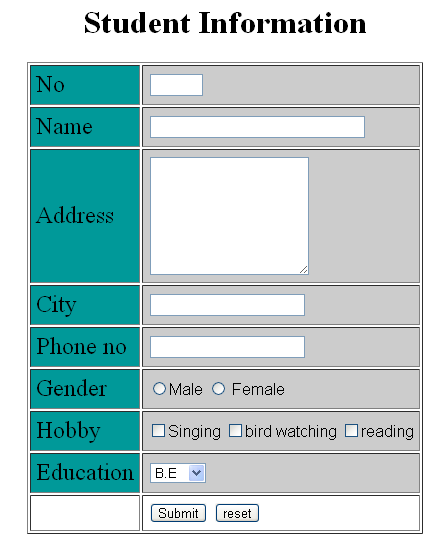 Student Information
No
Name
Address
City
Phone no
Gender Male Female
Hobby Singing bird watching reading
Education B.E
Submit reset